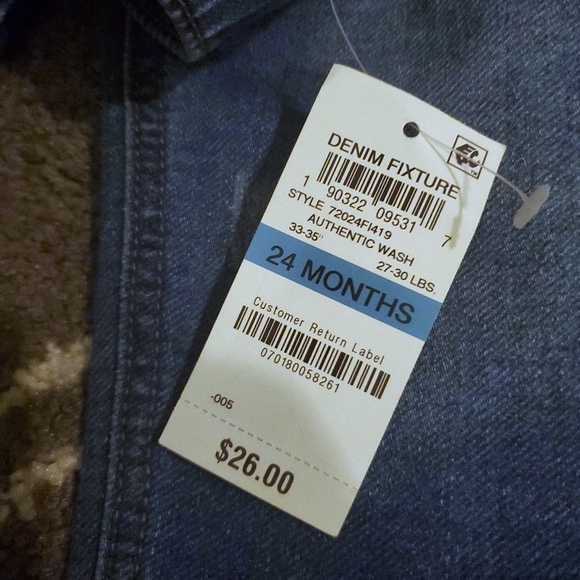 DENIM FIXTURE
1 90322 09531 7
STYLE 72024FI419
AUTHENTIC WASH
33-35" 27-30 LBS.
24 MONTHS
Customer Return Label
070180058261
-005
$26.00